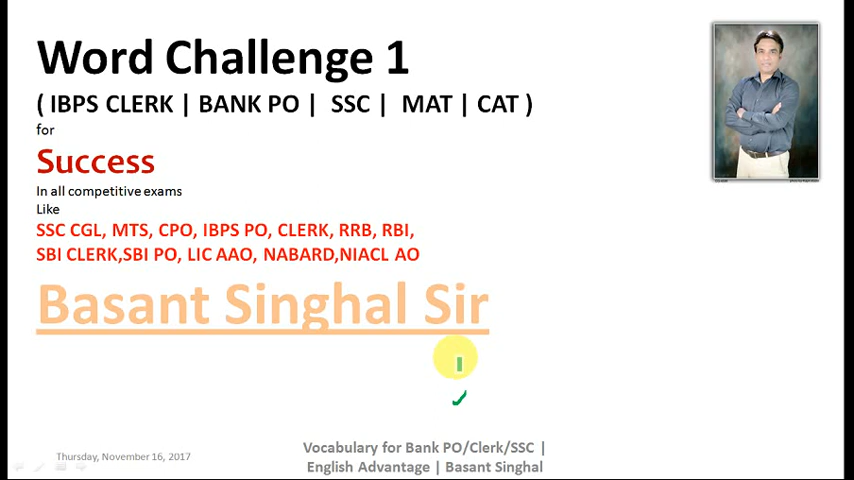 Word Challenge 1
( IBPS CLERK | BANK PO | SSC | MAT | CAT )
for
Success
In all competitive exams
Like
SSC CGL, MTS, CPO, IBPS PO, CLERK, RRB, RBI,
SBI CLERK,SBI PO, LIC AAO, NABARD,NIACL AO
Basant Singhal Sir
Thursday, November 16, 2017
Vocabulary for Bank PO/Clerk/SSC |
English Advantage | Basant Singhal